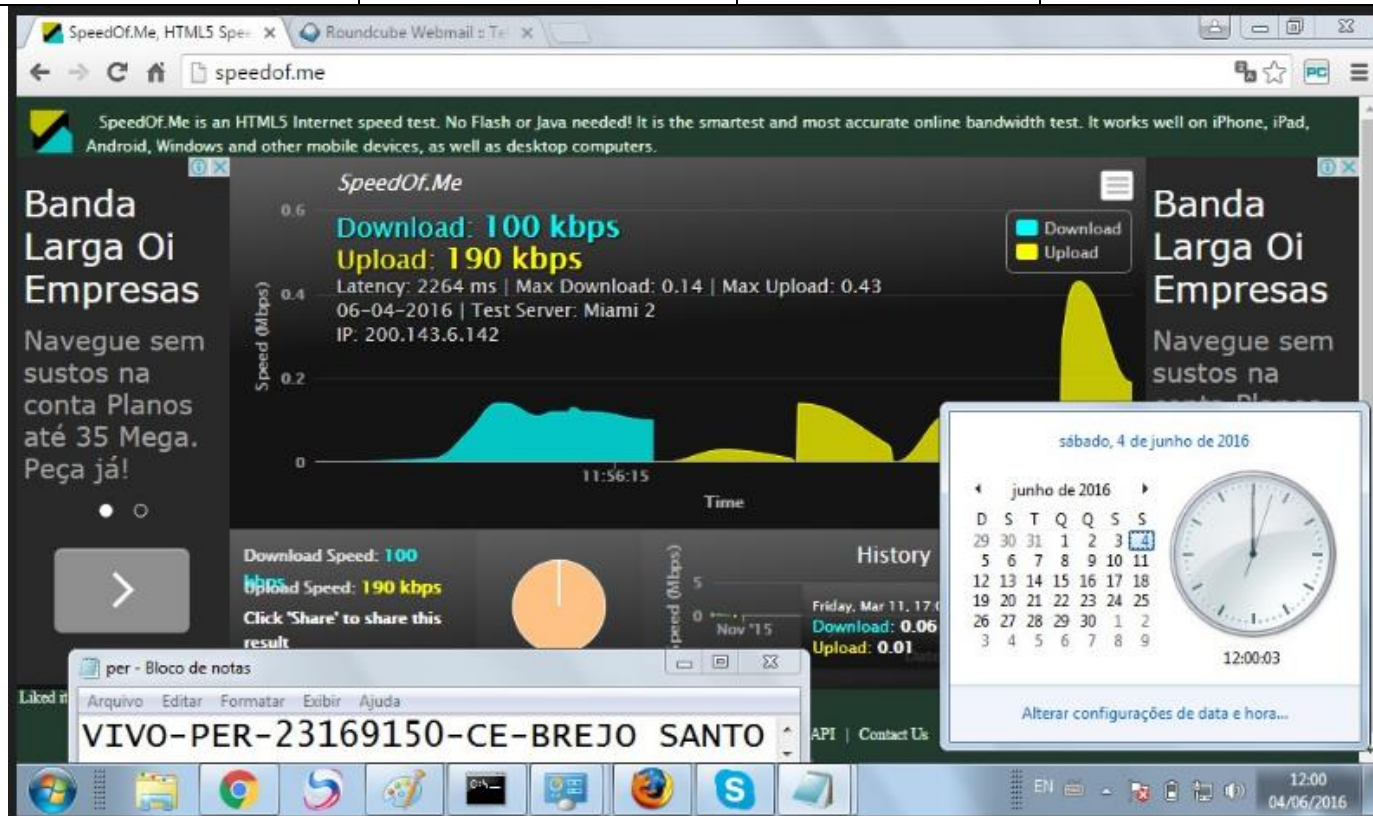 SpeedOf.Me, HTML5 Spe
Roundcube Webmail :: Te
speedof.me
PC
SpeedOf.Me is an HTML5 Internet speed test. No Flash or Java needed! It is the smartest and most accurate online bandwidth test. It works well on iPhone, iPad,
Android, Windows and other mobile devices, as well as desktop computers.
Banda
Larga Oi
Empresas
Navegue sem
sustos na
conta Planos
até 35 Mega.
Peça já!
SpeedOf.Me
Download: 100 kbps
Upload: 190 kbps
Latency: 2264 ms | Max Download: 0.14 | Max Upload: 0.43
06-04-2016 | Test Server: Miami 2
IP: 200.143.6.142
Download
Upload
Speed (Mbps)
0.6
0.4
0.2
0
11:56:15
Time
Banda
Larga Oi
Empresas
Navegue sem
sustos na
Download Speed: 100
kbps
Upload Speed: 190 kbps
Click 'Share' to share this
result
Speed (Mbps)
5
0
Nov '15
History
Friday, Mar 11, 17:0
Download: 0.06
Upload: 0.01
sábado, 4 de junho de 2016
junho de 2016
D S T Q Q S S
29 30 31 1 2 3 4
5 6 7 8 9 10 11
12 13 14 15 16 17 18
19 20 21 22 23 24 25
26 27 28 29 30 1 2
3 4 5 6 7 8 9
12:00:03
Alterar configurações de data e hora...
Liked it
API | Contact Us
per - Bloco de notas
Arquivo Editar Formatar Exibir Ajuda
VIVO-PER-23169150-CE-BREJO SANTO
EN
12:00
04/06/2016